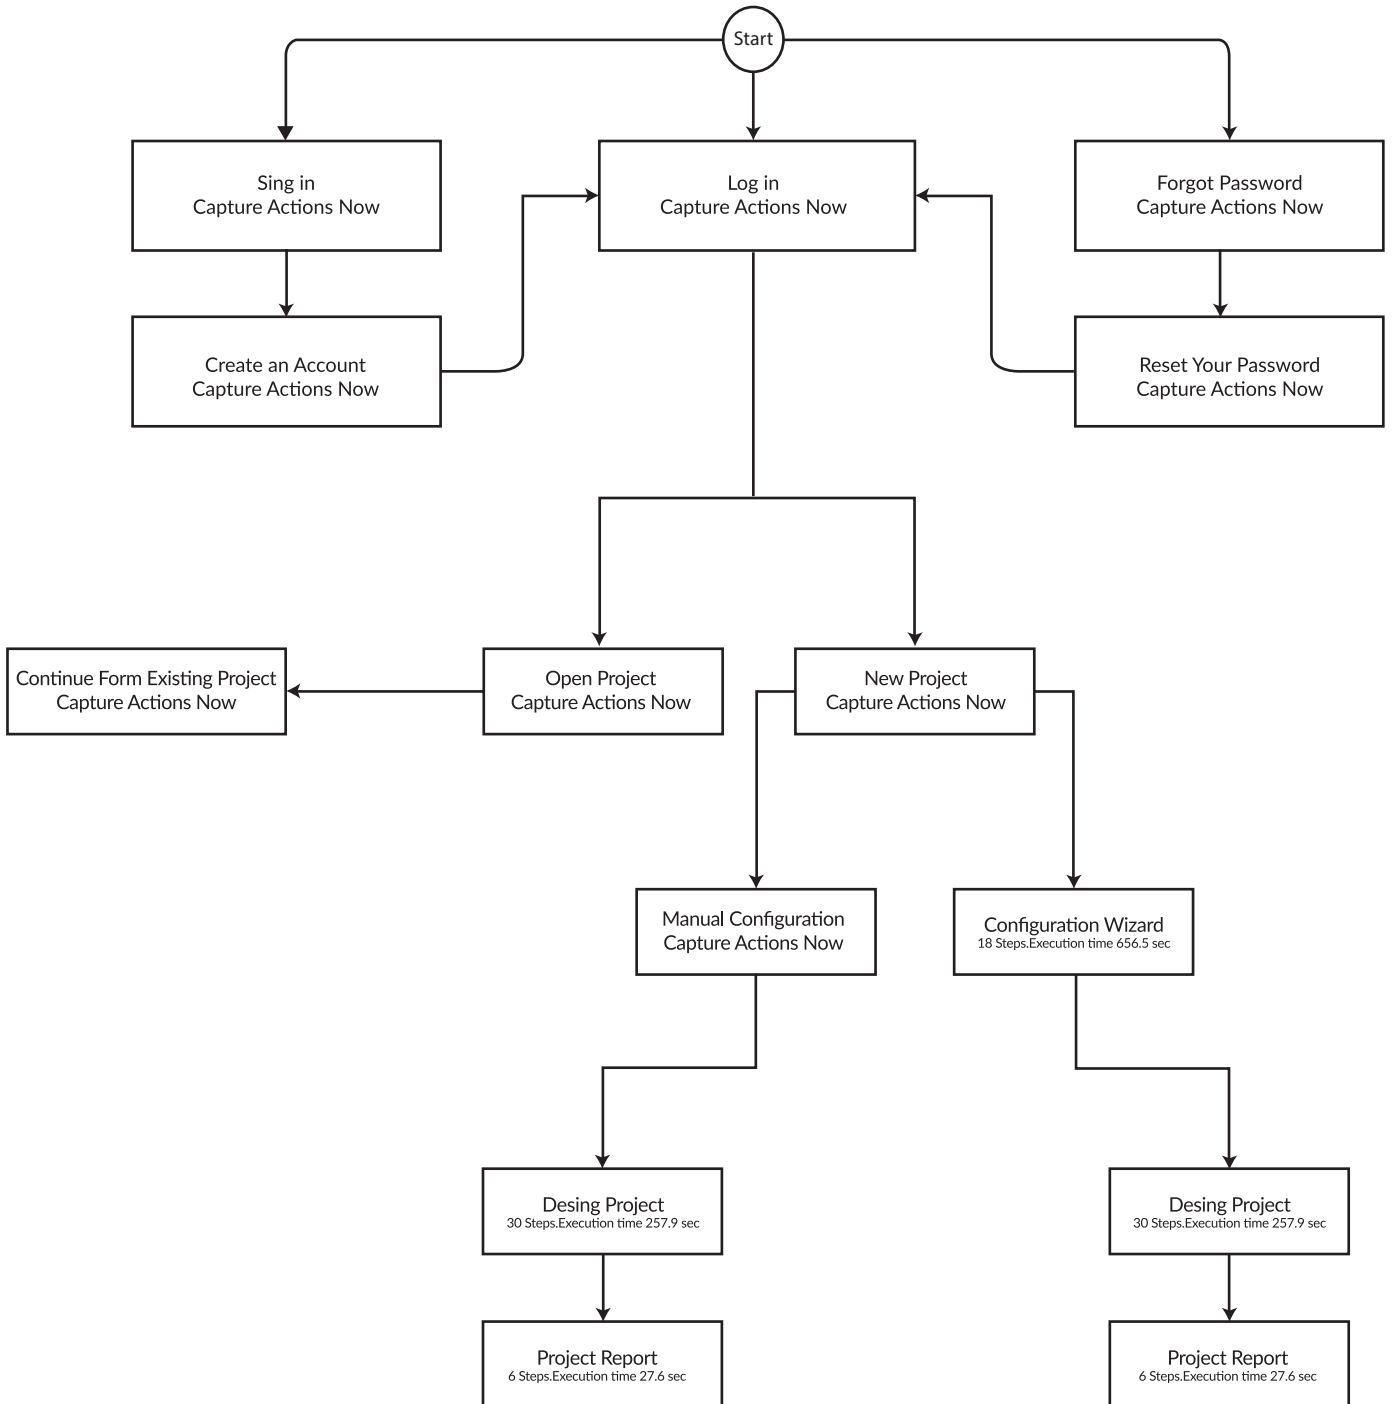 Start
Sing in
Capture Actions Now
Log in
Capture Actions Now
Forgot Password
Capture Actions Now
Create an Account
Capture Actions Now
Reset Your Password
Capture Actions Now
Continue Form Existing Project
Capture Actions Now
Open Project
Capture Actions Now
New Project
Capture Actions Now
Manual Configuration
Capture Actions Now
Configuration Wizard
18 Steps.Execution time 656.5 sec
Desing Project
30 Steps.Execution time 257.9 sec
Desing Project
30 Steps.Execution time 257.9 sec
Project Report
6 Steps.Execution time 27.6 sec
Project Report
6 Steps.Execution time 27.6 sec